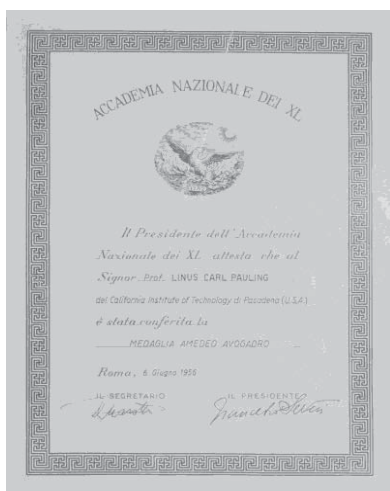 ACCADEMIA NAZIONALE DEI XL
Il Presidente dell'Accademia
Nazionale dei XL attesta che al
Signor Prof. LINUS CARL PAULING
del California Institute of Technology di Pasadena (U.S.A.)
è stata conferita la
MEDAGLIA AMEDEO AVOGADRO
Roma, 6 Giugno 1956
IL SEGRETARIO IL PRESIDENTE